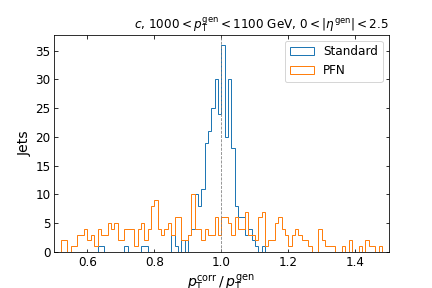 c, 1000 < p_T^gen < 1100 GeV, 0 < |η^gen| < 2.5
Standard
PFN
Jets
35
30
25
20
15
10
5
0
0.6 0.8 1.0 1.2 1.4
p_T^corr / p_T^gen